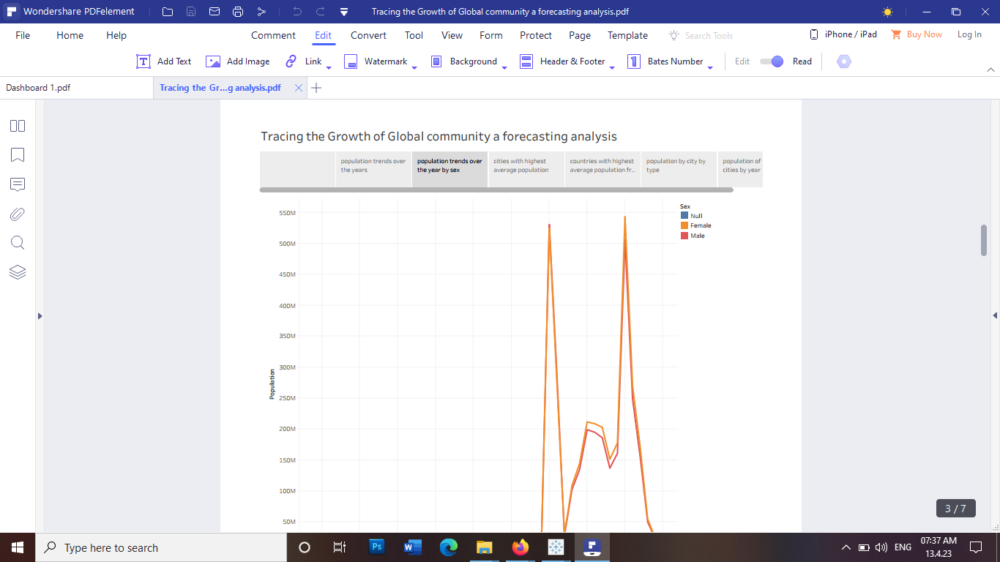 Wondershare PDFelement
Tracing the Growth of Global community a forecasting analysis.pdf
File
Home
Help
Comment
Edit
Convert
Tool
View
Form
Protect
Page
Template
Search Tools
iPhone / iPad
Buy Now
Log In
Add Text
Add Image
Link
Watermark
Background
Header & Footer
Bates Number
Edit
Read
Dashboard 1.pdf
Tracing the Gr...g analysis.pdf
Tracing the Growth of Global community a forecasting analysis
population trends over
the years
population trends over
the year by sex
cities with highest
average population
countries with highest
average population fr..
population by city by
type
population of
cities by year
Sex
Null
Female
Male
550M
500M
450M
400M
350M
300M
250M
200M
150M
100M
50M
Population
3 / 7
Type here to search
Ps
W
ENG
07:37 AM
13.4.23